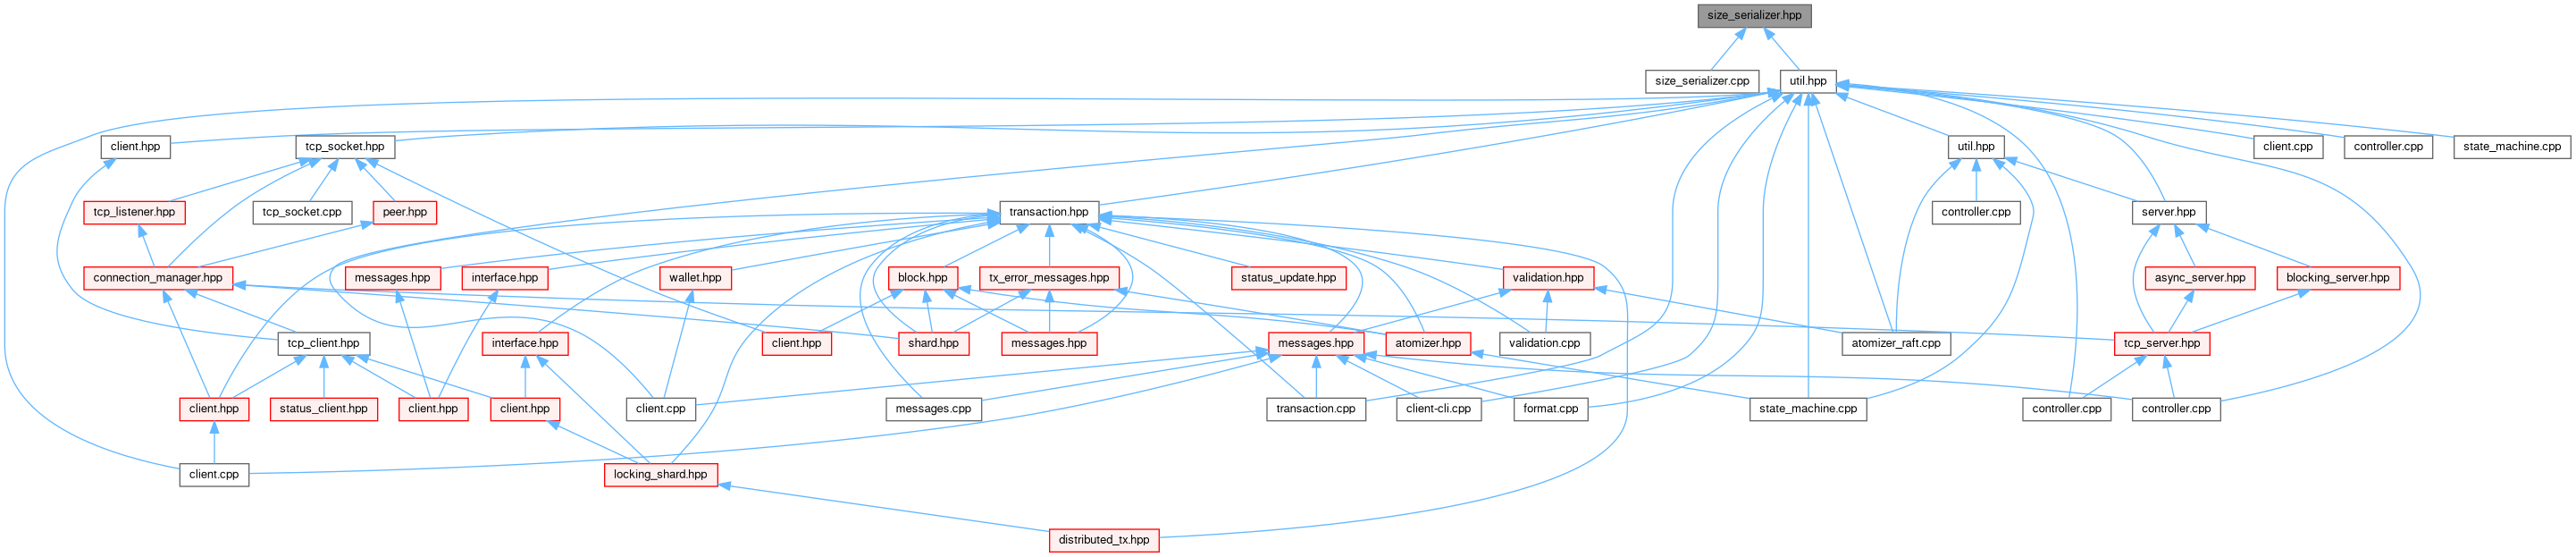 size_serializer.hpp
size_serializer.cpp
util.hpp
client.hpp
tcp_socket.hpp
util.hpp
client.cpp
controller.cpp
state_machine.cpp
tcp_listener.hpp
tcp_socket.cpp
peer.hpp
transaction.hpp
controller.cpp
server.hpp
connection_manager.hpp
messages.hpp
interface.hpp
wallet.hpp
block.hpp
tx_error_messages.hpp
status_update.hpp
validation.hpp
async_server.hpp
blocking_server.hpp
tcp_client.hpp
interface.hpp
client.hpp
shard.hpp
messages.hpp
messages.hpp
atomizer.hpp
validation.cpp
atomizer_raft.cpp
tcp_server.hpp
client.hpp
status_client.hpp
client.hpp
client.hpp
client.cpp
messages.cpp
transaction.cpp
client-cli.cpp
format.cpp
state_machine.cpp
controller.cpp
controller.cpp
client.cpp
locking_shard.hpp
distributed_tx.hpp